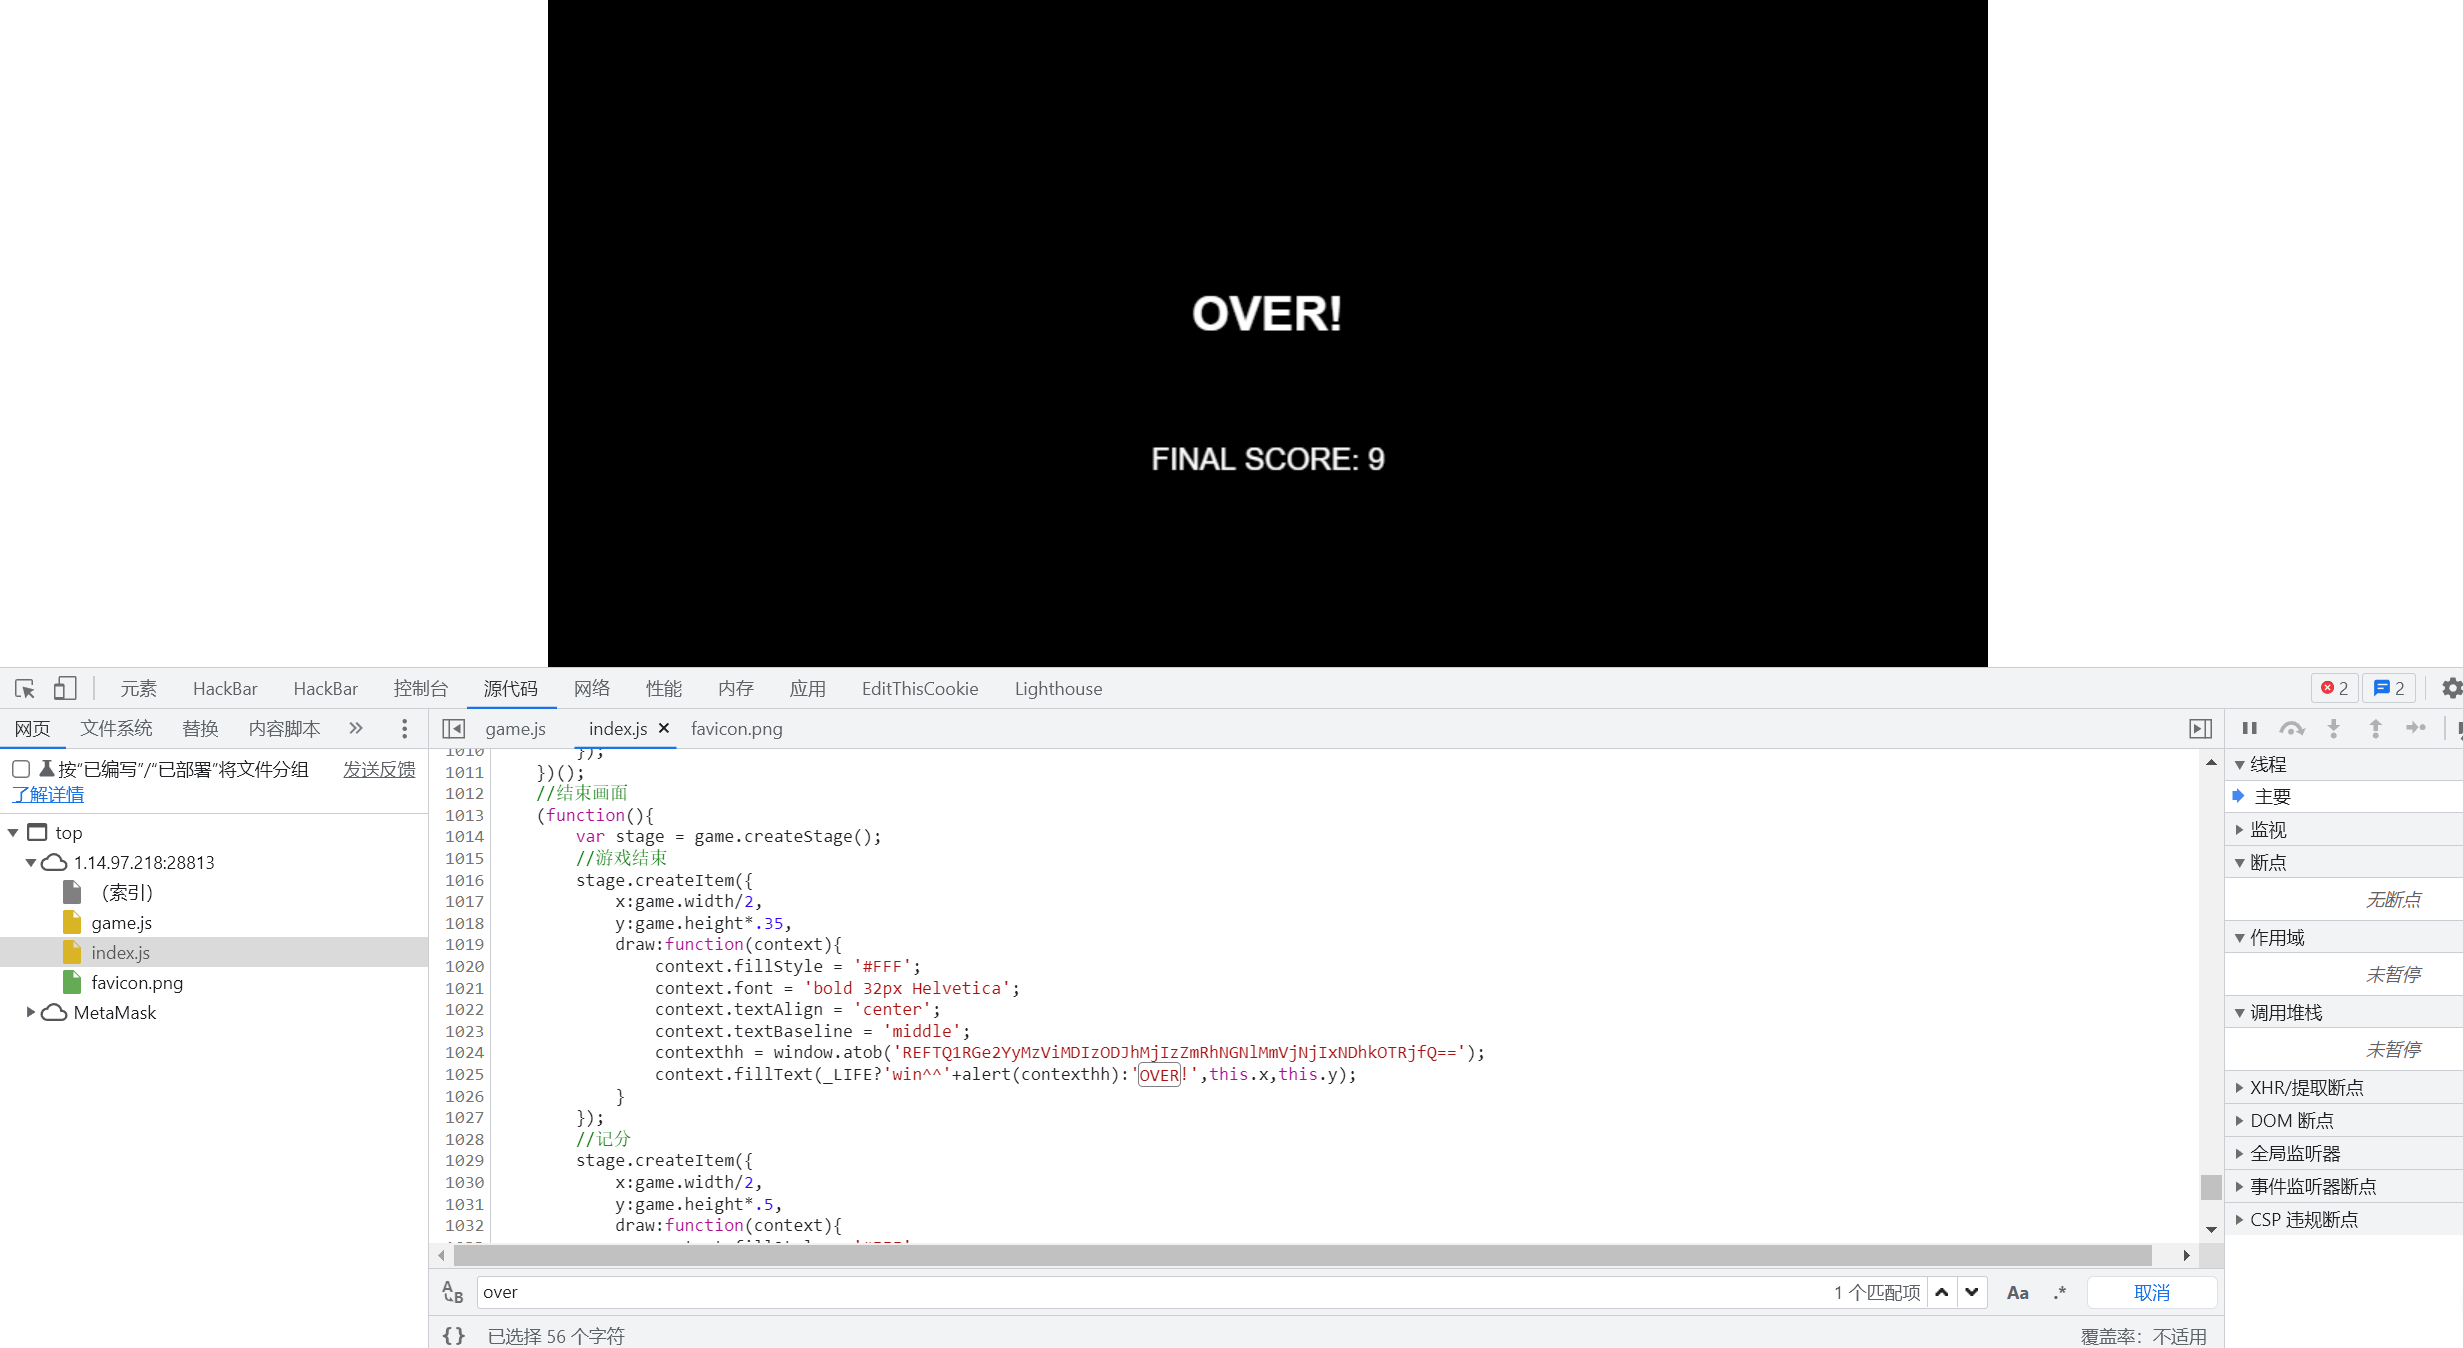 OVER!
FINAL SCORE: 9
元素 HackBar HackBar 控制台 源代码 网络 性能 内存 应用 EditThisCookie Lighthouse 2 2
网页 文件系统 替换 内容脚本 game.js index.js favicon.png
按“已编写”/“已部署”将文件分组 发送反馈
了解详情
top
1.14.97.218:28813
（索引）
game.js
index.js
favicon.png
MetaMask
1010 });
1011 })();
1012 //结束画面
1013 (function(){
1014 var stage = game.createStage();
1015 //游戏结束
1016 stage.createItem({
1017 x:game.width/2,
1018 y:game.height*.35,
1019 draw:function(context){
1020 context.fillStyle = '#FFF';
1021 context.font = 'bold 32px Helvetica';
1022 context.textAlign = 'center';
1023 context.textBaseline = 'middle';
1024 contexthh = window.atob('REFTQ1RGe2YyMzViMDIzODJhMjIzZmRhNGNlMmVjNjIxNDhkOTRjfQ==');
1025 context.fillText(_LIFE?'win^^'+alert(contexthh):'OVER!',this.x,this.y);
1026 }
1027 });
1028 //记分
1029 stage.createItem({
1030 x:game.width/2,
1031 y:game.height*.5,
1032 draw:function(context){
over 1 个匹配项 Aa .* 取消
{} 已选择 56 个字符 覆盖率：不适用
线程
主要
监视
断点
无断点
作用域
未暂停
调用堆栈
未暂停
XHR/提取断点
DOM 断点
全局监听器
事件监听器断点
CSP 违规断点